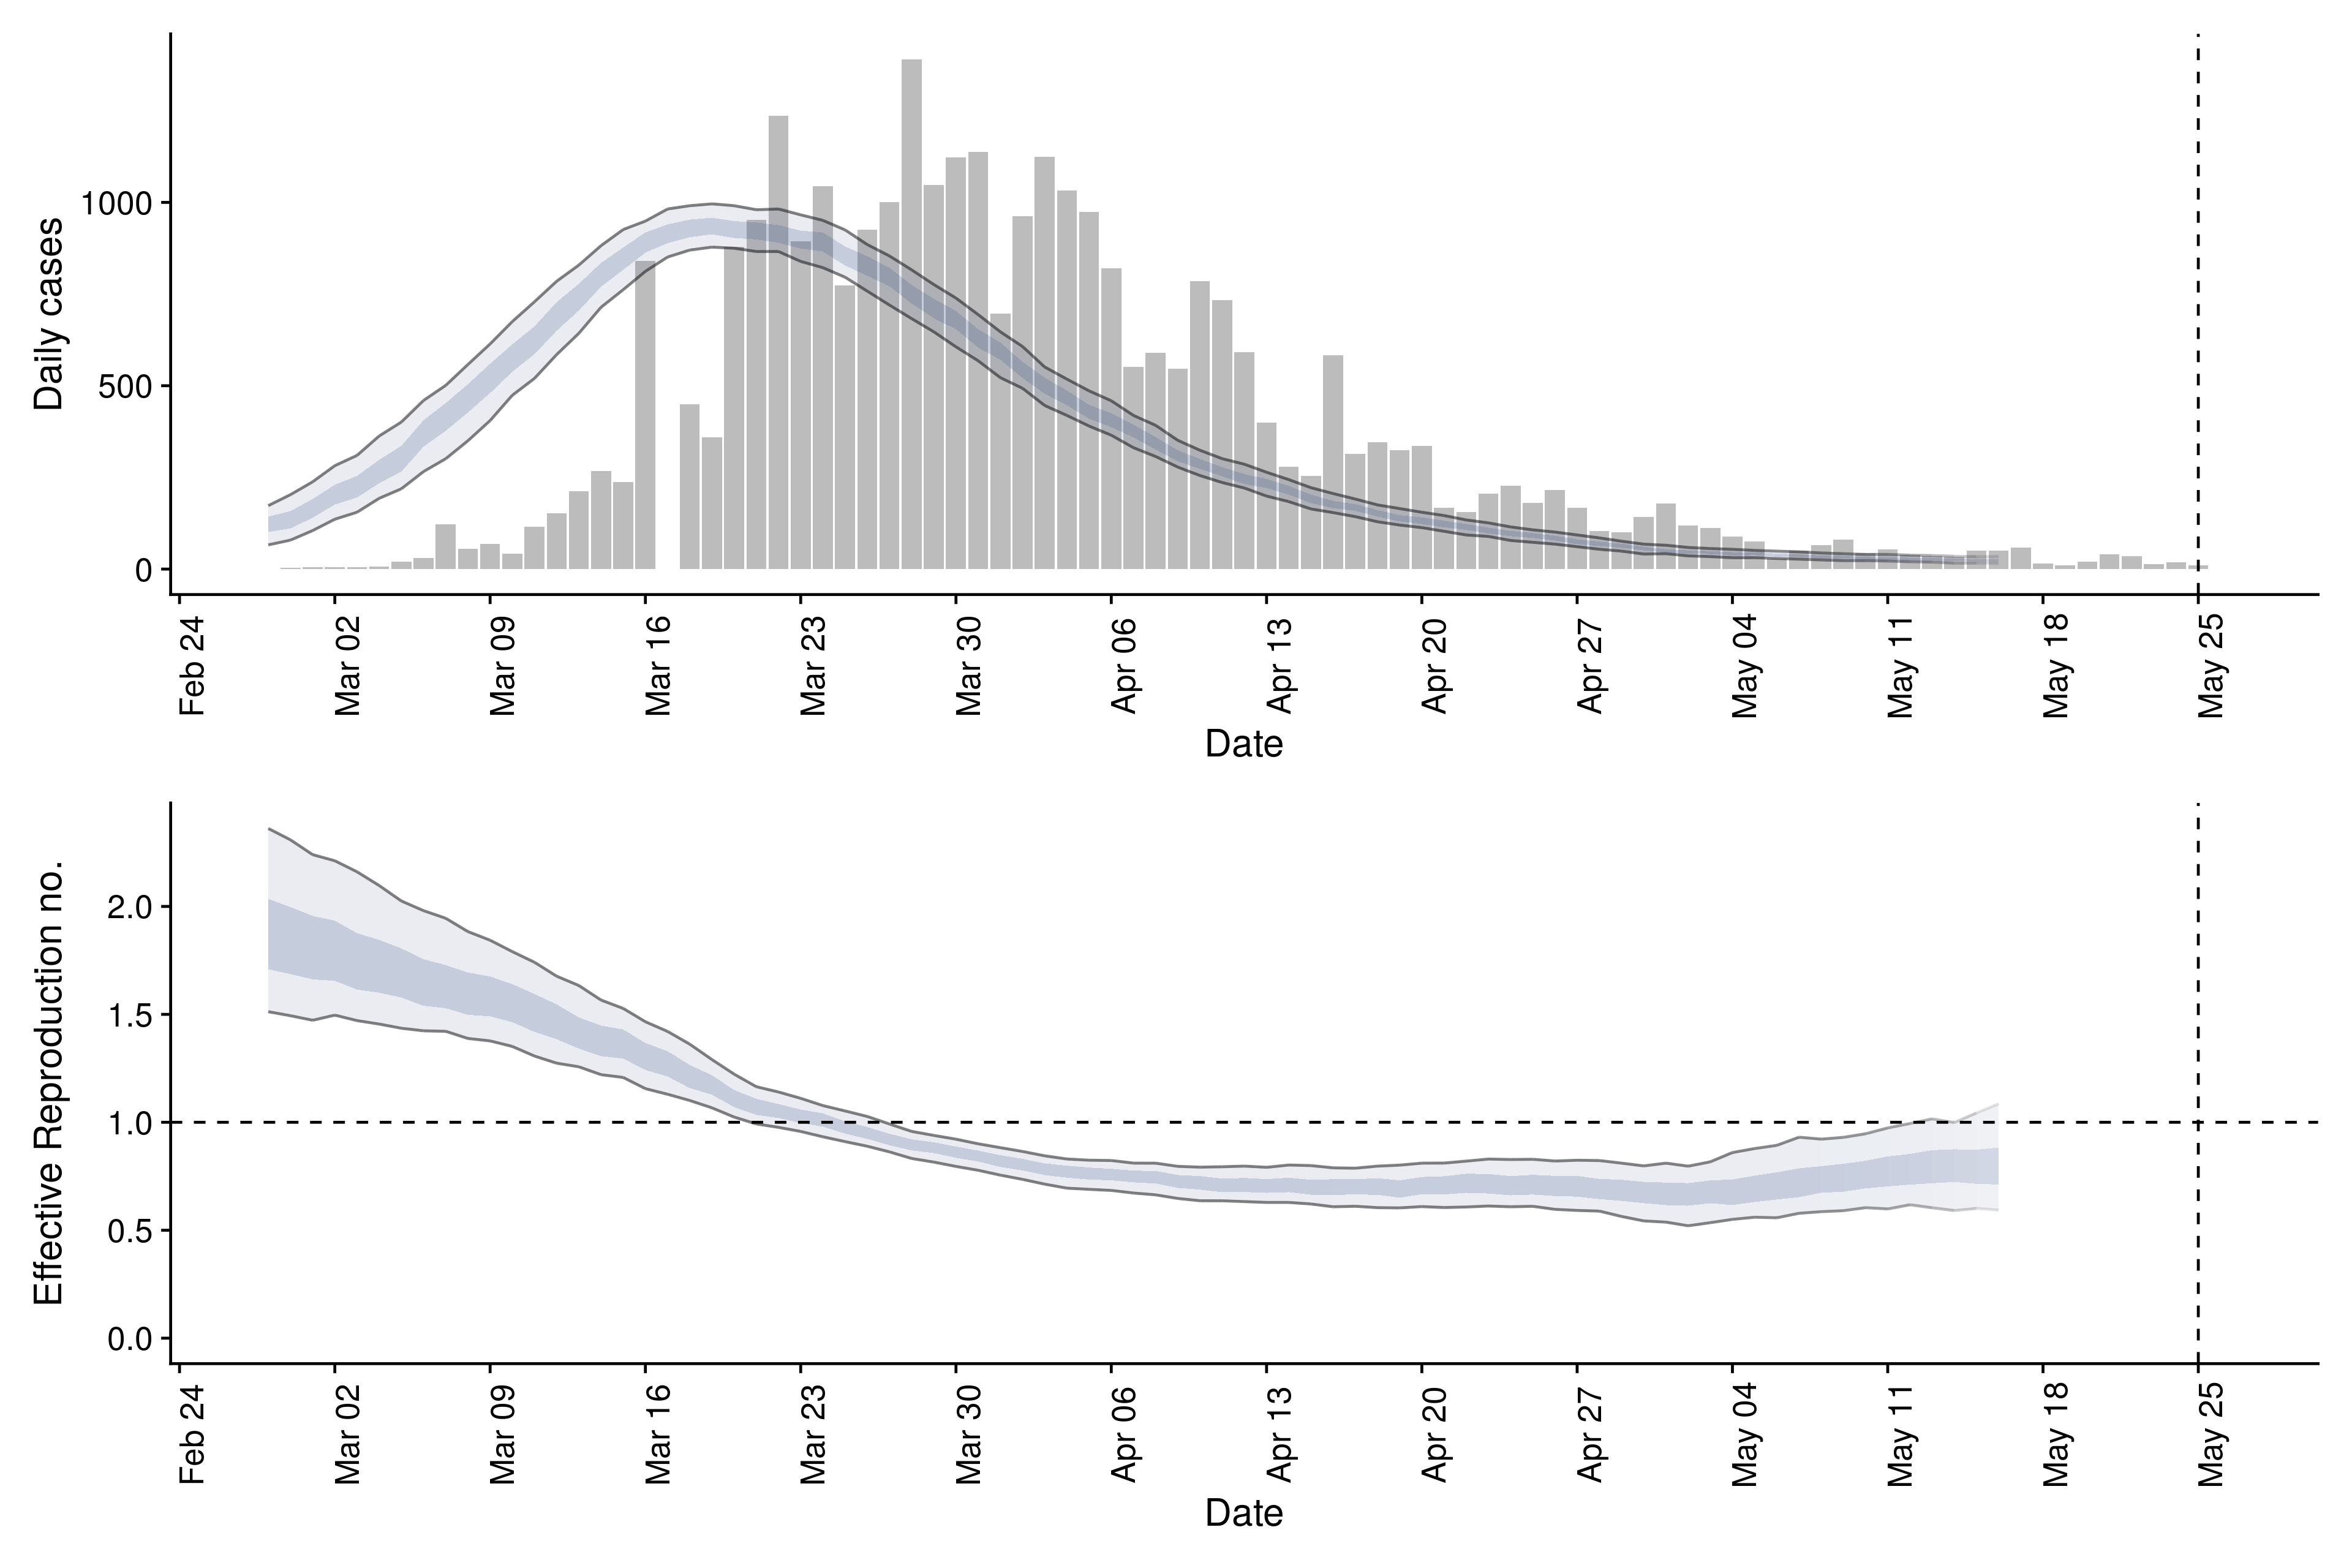 Daily cases
1000
500
0
Feb 24 Mar 02 Mar 09 Mar 16 Mar 23 Mar 30 Apr 06 Apr 13 Apr 20 Apr 27 May 04 May 11 May 18 May 25
Date
Effective Reproduction no.
2.0
1.5
1.0
0.5
0.0
Feb 24 Mar 02 Mar 09 Mar 16 Mar 23 Mar 30 Apr 06 Apr 13 Apr 20 Apr 27 May 04 May 11 May 18 May 25
Date